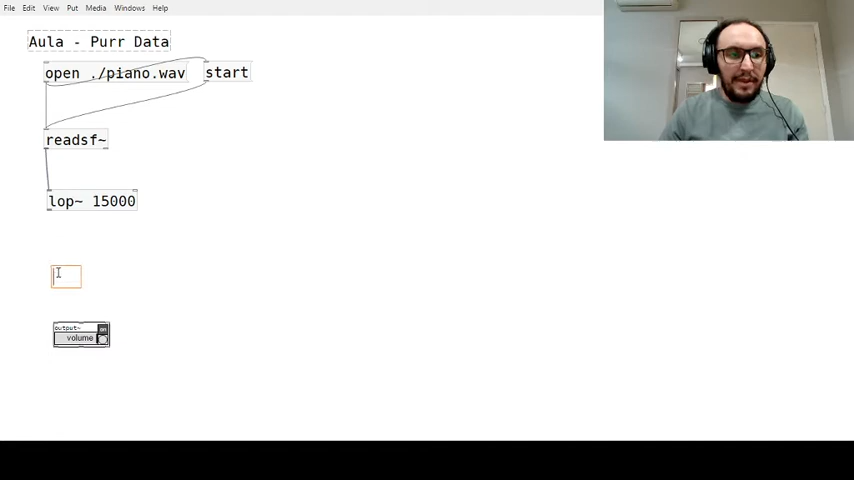 File Edit View Put Media Windows Help
Aula - Purr Data
open ./piano.wav start
readsf~
lop~ 15000
output~ on
volume